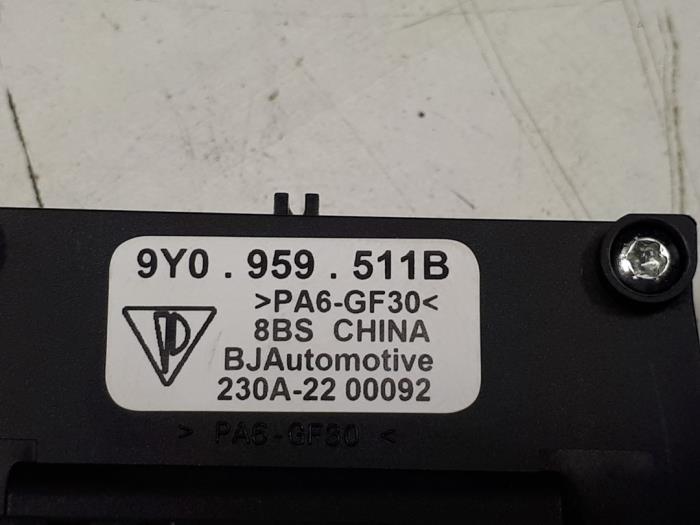 9Y0 . 959 . 511B
>PA6-GF30<
8BS CHINA
BJAutomotive
230A-22 00092
> PA6-GF30 <